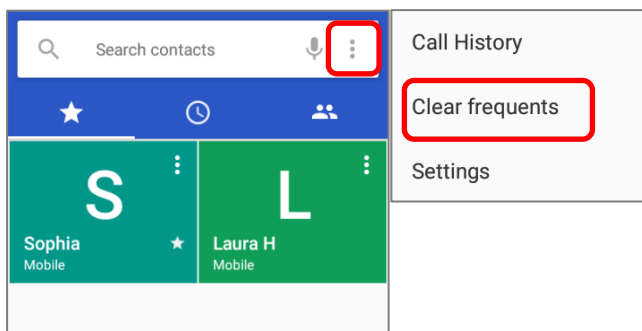 Search contacts
S
Sophia
Mobile
L
Laura H
Mobile
Call History
Clear frequents
Settings